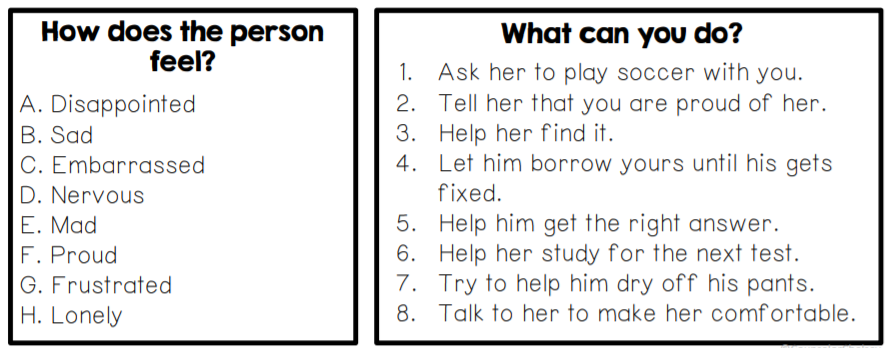 How does the person
feel?
A. Disappointed
B. Sad
C. Embarrassed
D. Nervous
E. Mad
F. Proud
G. Frustrated
H. Lonely
What can you do?
1. Ask her to play soccer with you.
2. Tell her that you are proud of her.
3. Help her find it.
4. Let him borrow yours until his gets
fixed.
5. Help him get the right answer.
6. Help her study for the next test.
7. Try to help him dry off his pants.
8. Talk to her to make her comfortable.